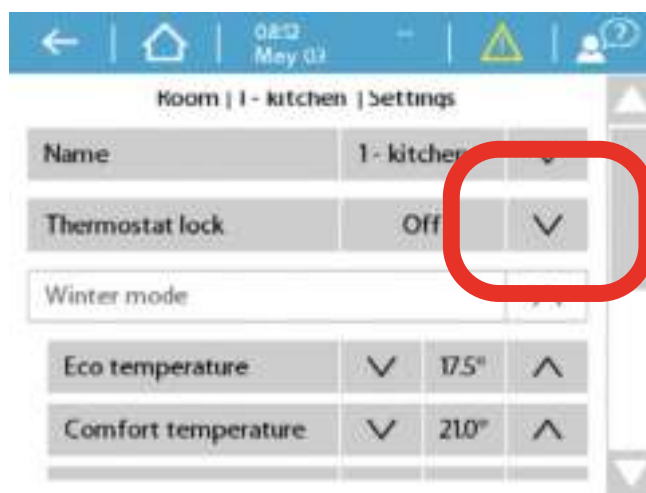 08:12
May 03
?
Room | 1 - kitchen | Settings
Name 1 - kitchen
Thermostat lock Off
Winter mode
Eco temperature 17.5°
Comfort temperature 21.0°